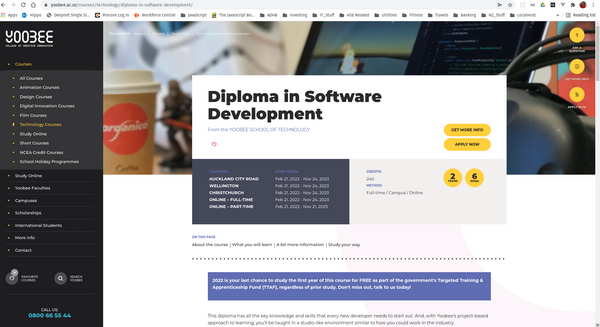 yoobee.ac.nz/courses/technology/diploma-in-software-development/
Apps
Hippo
Deepnet Single S...
Procont Log In
Workforce Central
JavaScript
The JavaScript Bo...
ADHB
Investing
IT_Stuff
HSE Related
Utilities
Fitness
Travels
Banking
NZ_Stuff
LocalHost
Reading list
YOOBEE
COLLEGE OF CREATIVE INNOVATION
Courses
All Courses
Animation Courses
Design Courses
Digital Innovation Courses
Film Courses
Technology Courses
Study Online
Short Courses
NCEA Credit Courses
School Holiday Programmes
Study Online
Yoobee Faculties
Campuses
Scholarships
International Students
More Info
Contact
FAVOURITE COURSES
SEARCH YOOBEE
CALL US:
0800 66 55 44
organico
ASK A QUESTION
GET MORE INFO
APPLY NOW
Diploma in Software
Development
From the YOOBEE SCHOOL OF TECHNOLOGY
GET MORE INFO
APPLY NOW
AUCKLAND CITY ROAD Feb 21, 2022 - Nov 24, 2023
WELLINGTON Feb 21, 2022 - Nov 24, 2023
CHRISTCHURCH Feb 21, 2022 - Nov 24, 2023
ONLINE - FULL-TIME Feb 21, 2022 - Nov 24, 2023
ONLINE - PART-TIME Feb 21, 2022 - Nov 21, 2025
CREDITS:
240
METHOD:
Full-time / Campus / Online
2
YEARS
6
LEVEL
ON THIS PAGE:
About the course | What you will learn | A bit more information | Study your way
2022 is your last chance to study the first year of this course for FREE as part of the government's Targeted Training &
Apprenticeship Fund (TTAF), regardless of prior study. Don't miss out, talk to us today!
This diploma has all the key knowledge and skills that every new developer needs to start out. And, with Yoobee's project-based
approach to learning, you'll be taught in a studio-like environment similar to how you could work in the industry.